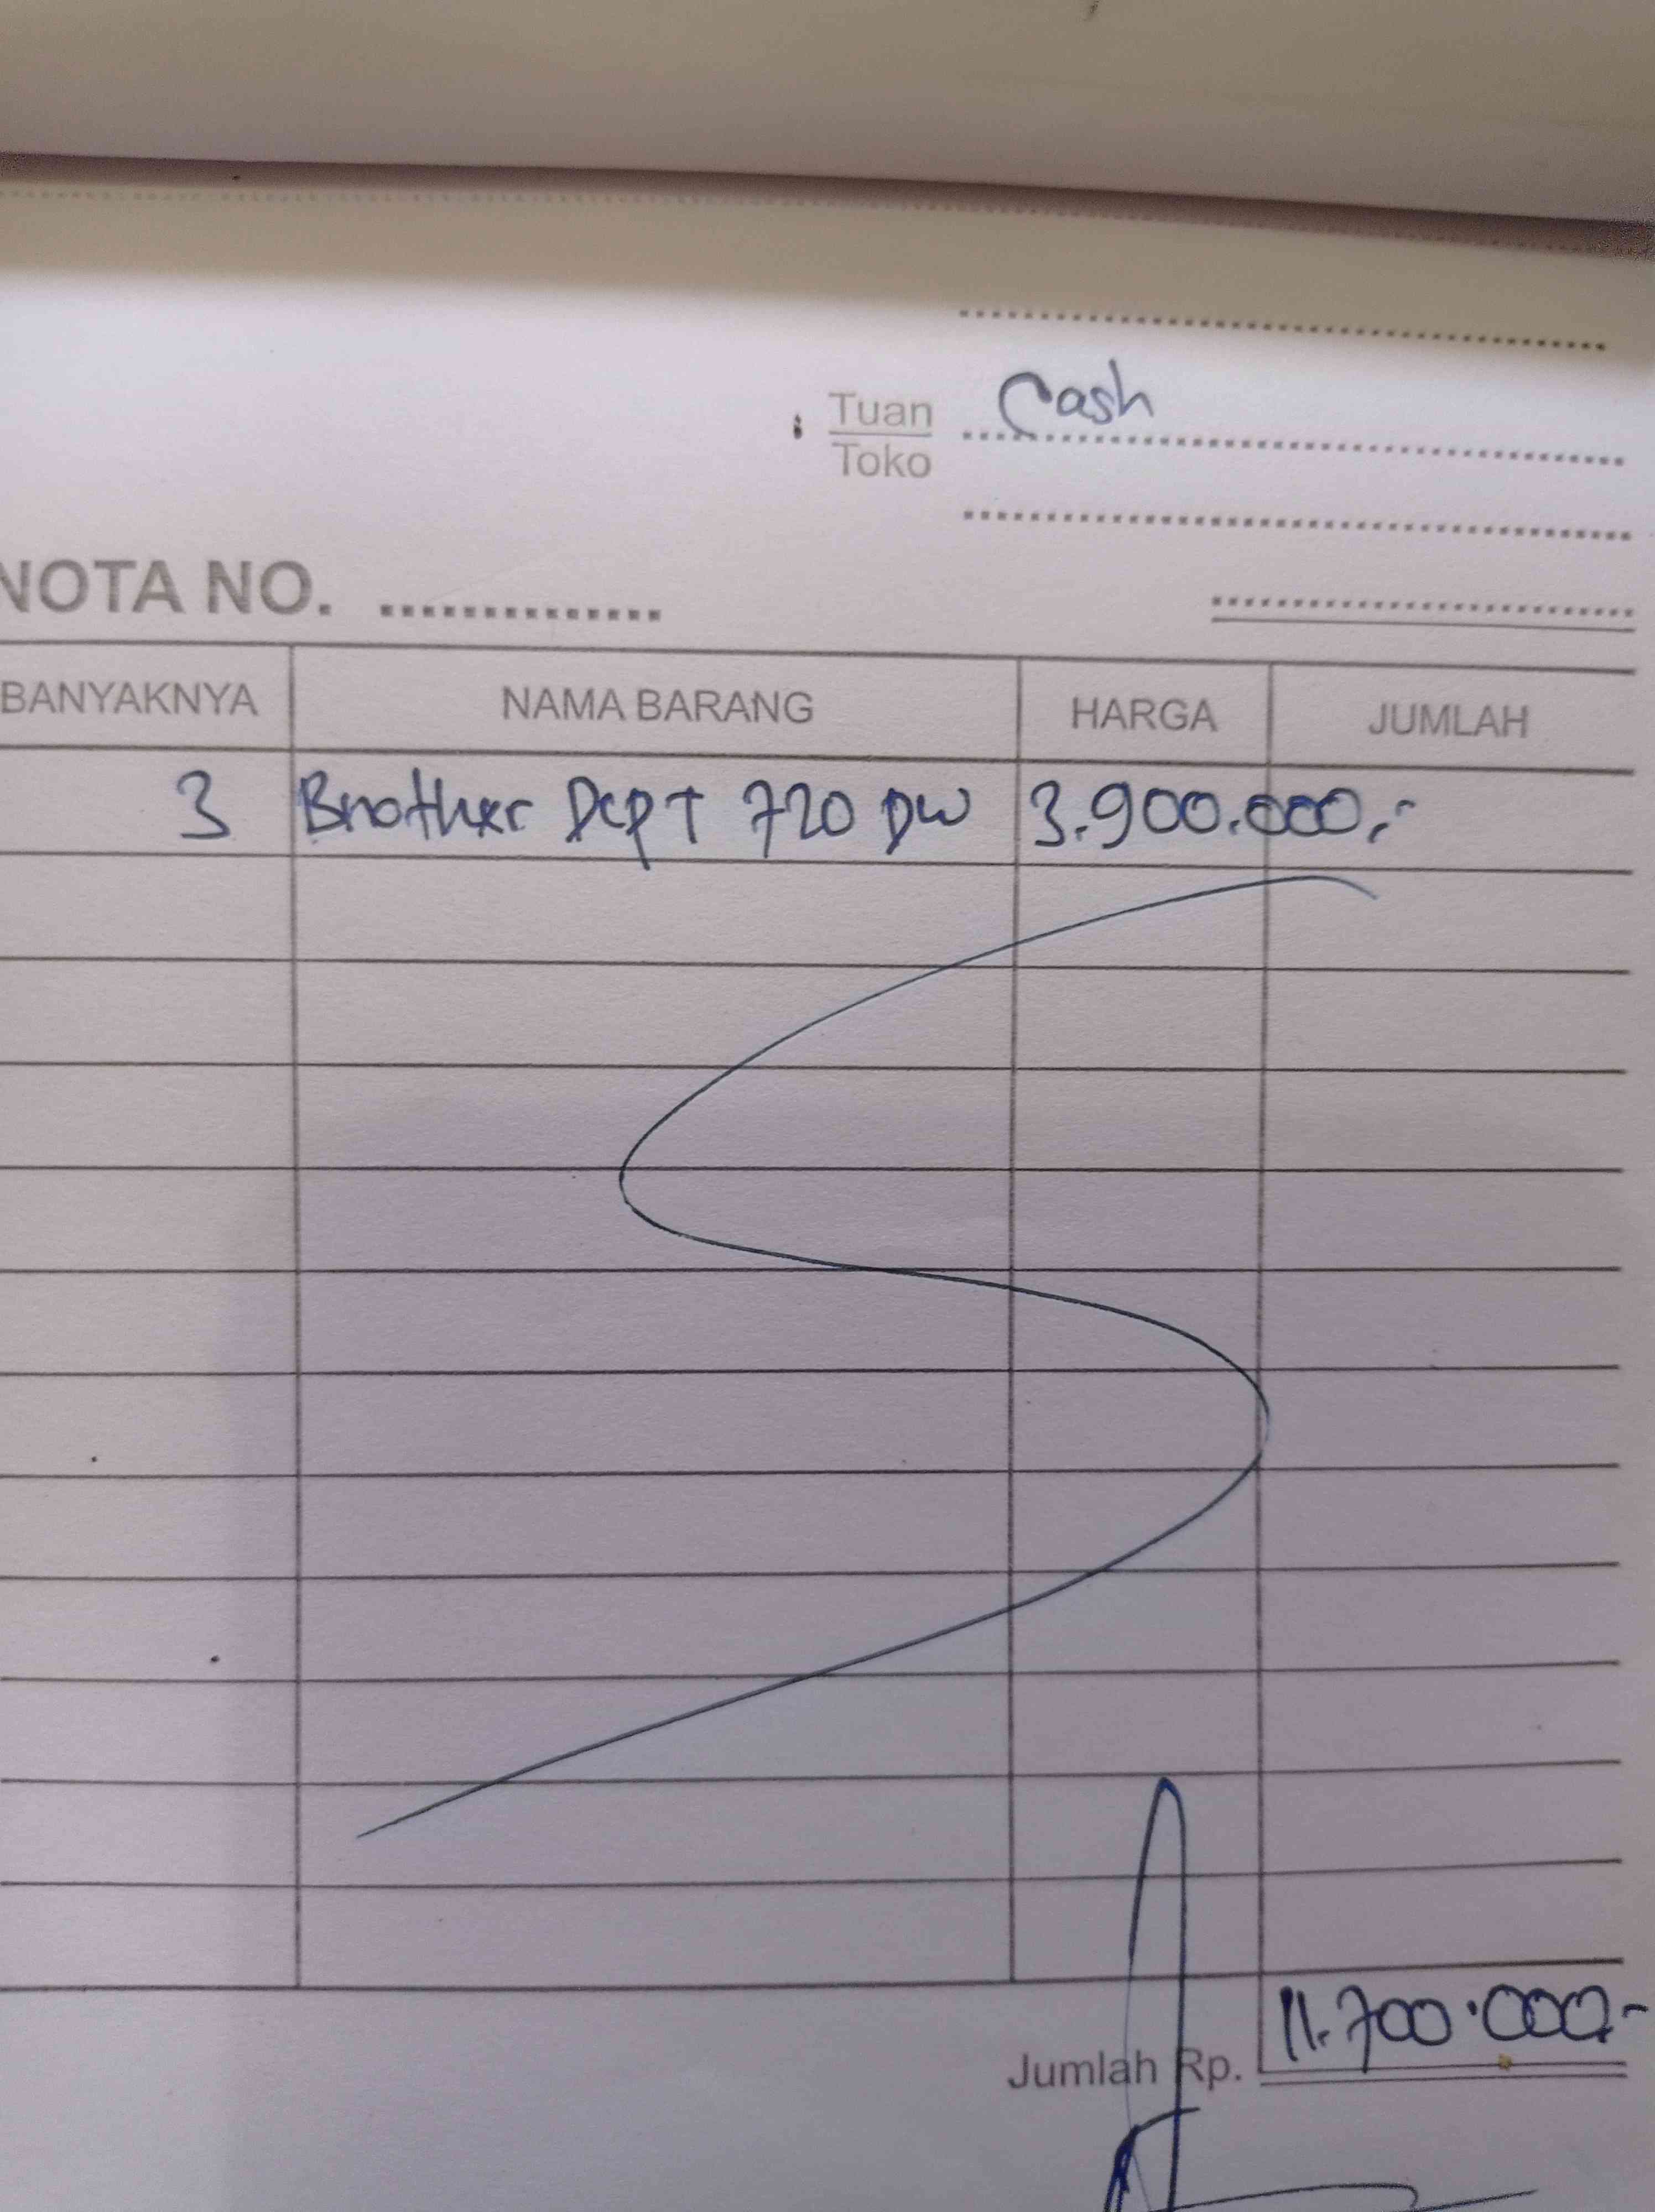 Cash
Tuan
Toko
NOTA NO.
BANYAKNYA NAMA BARANG HARGA JUMLAH
3 Brother DCP T 720 DW 3.900.000,-
Jumlah Rp. 11.700.000,-